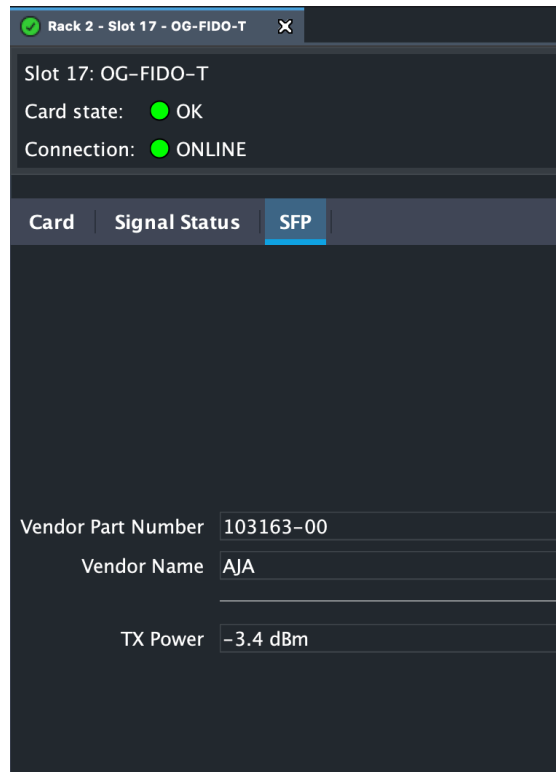 Rack 2 - Slot 17 - OG-FIDO-T
Slot 17: OG-FIDO-T
Card state: OK
Connection: ONLINE
Card Signal Status SFP
Vendor Part Number 103163-00
Vendor Name AJA
TX Power -3.4 dBm